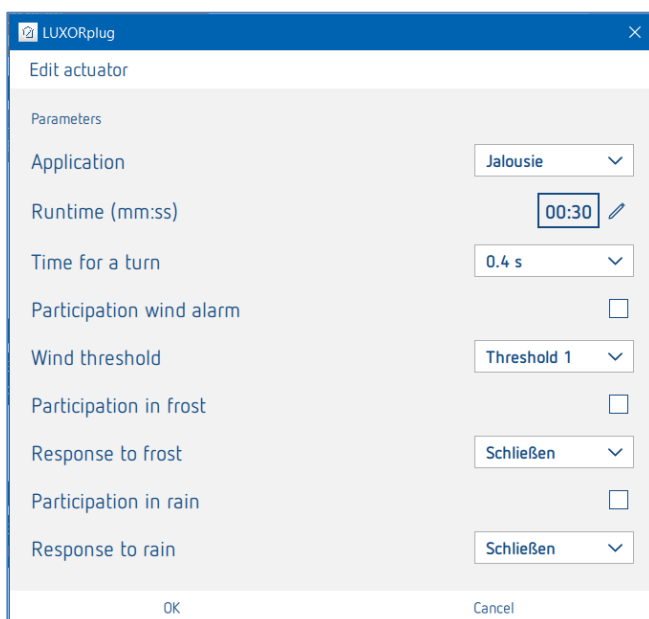 LUXORplug
Edit actuator
Parameters
Application Jalousie
Runtime (mm:ss) 00:30
Time for a turn 0.4 s
Participation wind alarm
Wind threshold Threshold 1
Participation in frost
Response to frost Schließen
Participation in rain
Response to rain Schließen
OK Cancel